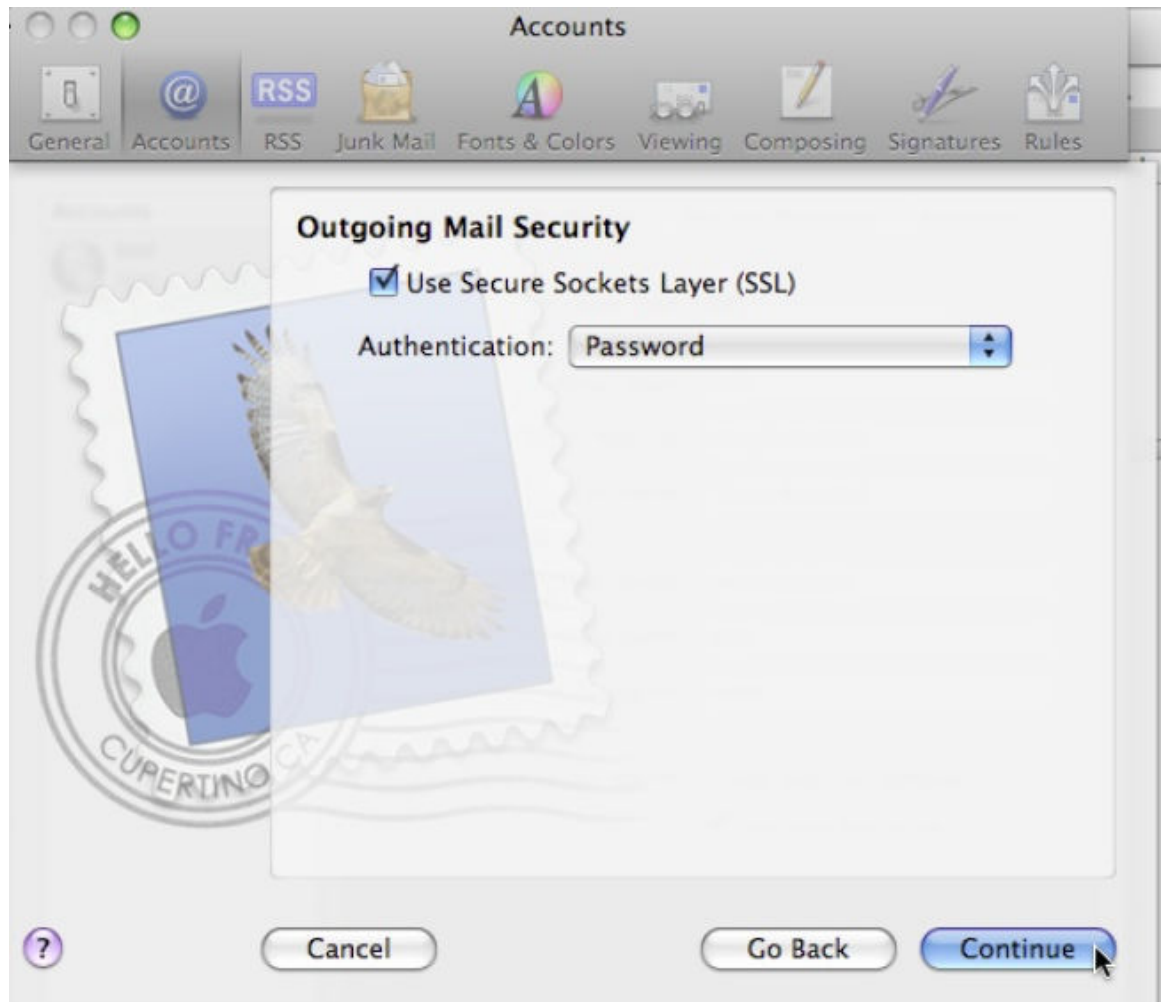 Accounts
General Accounts RSS Junk Mail Fonts & Colors Viewing Composing Signatures Rules
RSS
Outgoing Mail Security
Use Secure Sockets Layer (SSL)
Authentication: Password
HELLO FR
CUPERTINO CA
? Cancel Go Back Continue